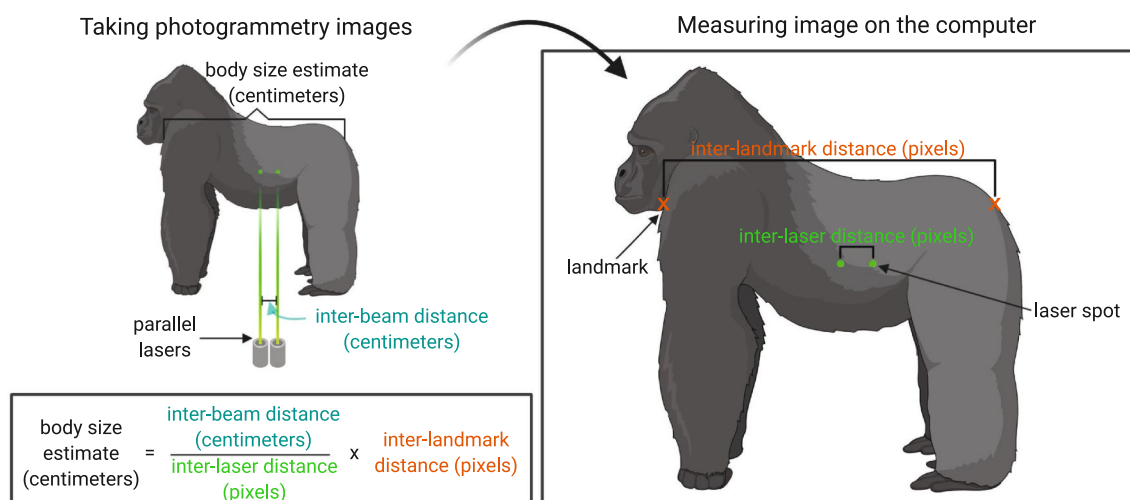 Taking photogrammetry images
body size estimate
(centimeters)
parallel
lasers
inter-beam distance
(centimeters)
body size
estimate
(centimeters)
=
inter-beam distance
(centimeters)
inter-laser distance
(pixels)
x
inter-landmark
distance (pixels)
Measuring image on the computer
inter-landmark distance (pixels)
x
x
inter-laser distance (pixels)
landmark
laser spot